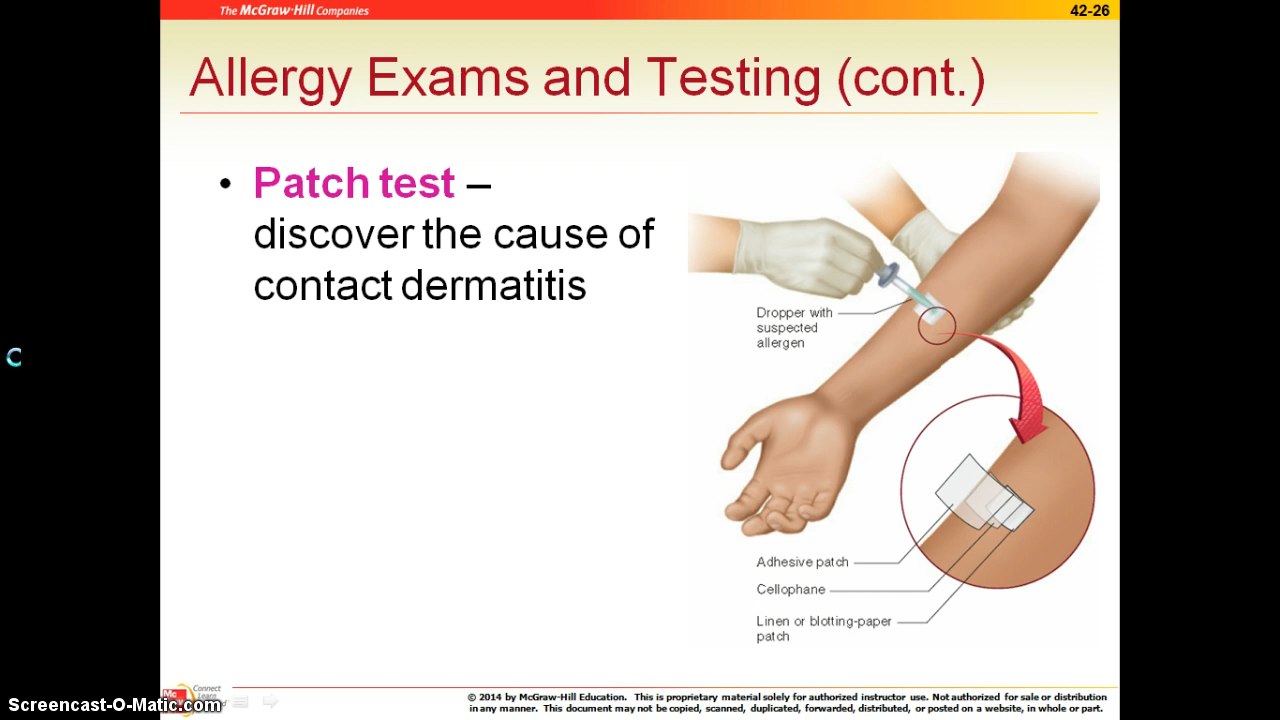 The McGraw-Hill Companies
42-26
Allergy Exams and Testing (cont.)
• Patch test –
discover the cause of
contact dermatitis
Dropper with
suspected
allergen
C
Adhesive patch
Cellophane
Linen or blotting-paper
patch
Connect
Learn
Mc
Screencast-O-Matic.com
© 2014 by McGraw-Hill Education. This is proprietary material solely for authorized instructor use. Not authorized for sale or distribution
in any manner. This document may not be copied, scanned, duplicated, forwarded, distributed, or posted on a website, in whole or part.